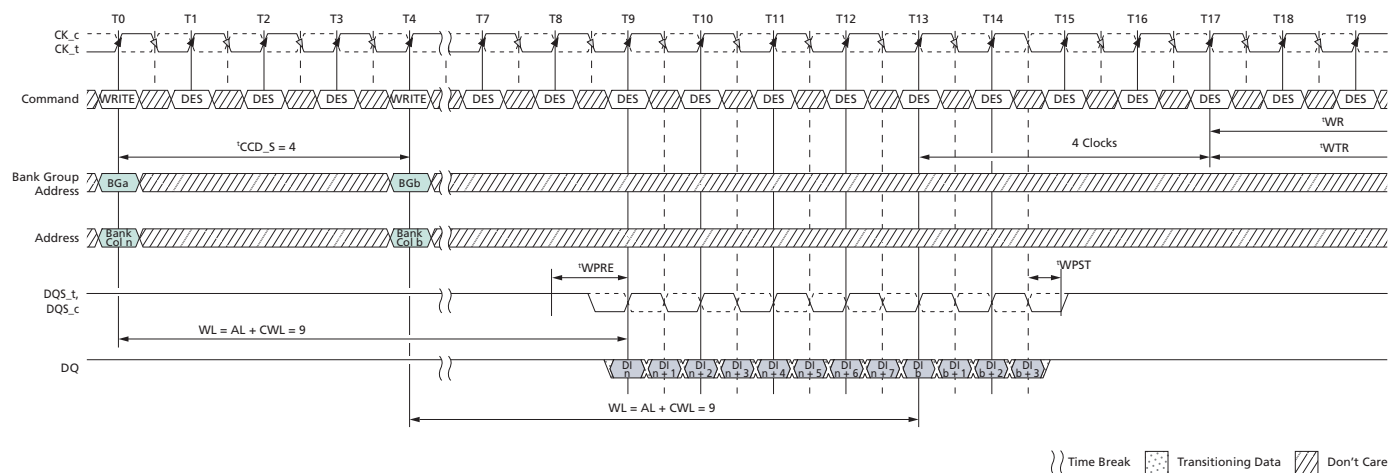 T0 T1 T2 T3 T4 T7 T8 T9 T10 T11 T12 T13 T14 T15 T16 T17 T18 T19
CK_c
CK_t
Command WRITE DES DES DES WRITE DES DES DES DES DES DES DES DES DES DES DES DES DES
tWR
tCCD_S = 4 4 Clocks tWTR
Bank Group
Address BGa BGb
Address Bank Col n Bank Col b
tWPRE tWPST
DQS_t,
DQS_c
WL = AL + CWL = 9
DQ DI n DI n + 1 DI n + 2 DI n + 3 DI n + 4 DI n + 5 DI n + 6 DI n + 7 DI b DI b + 1 DI b + 2 DI b + 3
WL = AL + CWL = 9
Time Break Transitioning Data Don't Care